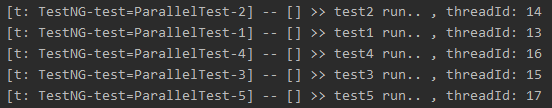 [t: TestNG-test=ParallelTest-2] -- [] >> test2 run.. , threadId: 14
[t: TestNG-test=ParallelTest-1] -- [] >> test1 run.. , threadId: 13
[t: TestNG-test=ParallelTest-4] -- [] >> test4 run.. , threadId: 16
[t: TestNG-test=ParallelTest-3] -- [] >> test3 run.. , threadId: 15
[t: TestNG-test=ParallelTest-5] -- [] >> test5 run.. , threadId: 17